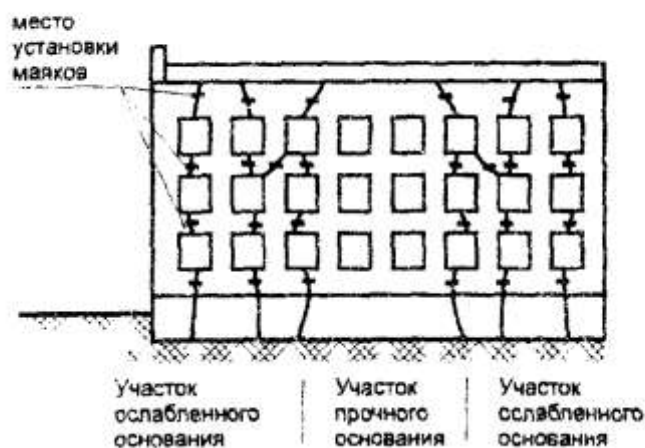 место
установки
маяков
Участок
ослабленного
основания
Участок
прочного
основания
Участок
ослабленного
основания